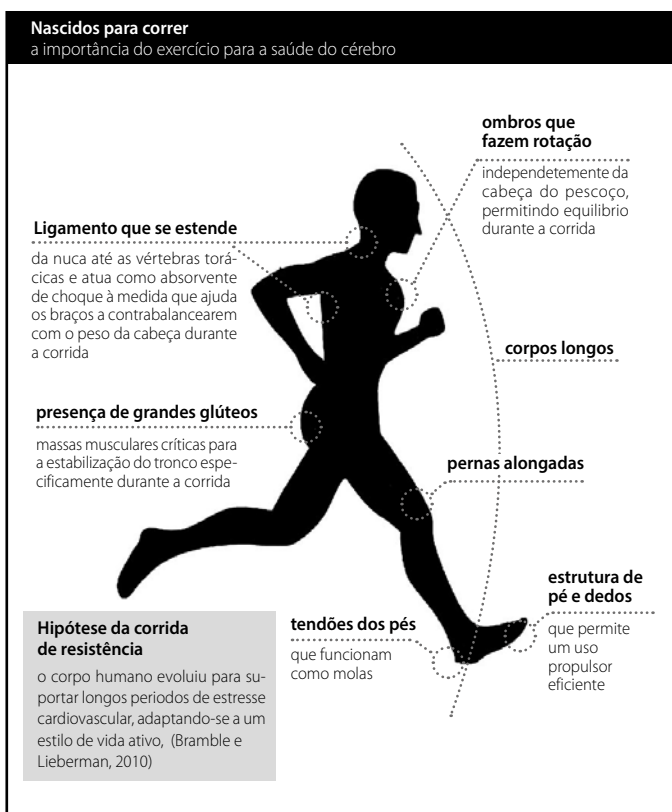 Nascidos para correr
a importância do exercício para a saúde do cérebro
ombros que
fazem rotação
independetemente da
cabeça do pescoço,
permitindo equilibrio
durante a corrida
Ligamento que se estende
da nuca até as vértebras torá-
cicas e atua como absorvente
de choque à medida que ajuda
os braços a contrabalancearem
com o peso da cabeça durante
a corrida
corpos longos
presença de grandes glúteos
massas musculares críticas para
a estabilização do tronco espe-
cificamente durante a corrida
pernas alongadas
estrutura de
pé e dedos
que permite
um uso
propulsor
eficiente
tendões dos pés
que funcionam
como molas
Hipótese da corrida
de resistência
o corpo humano evoluiu para su-
portar longos periodos de estresse
cardiovascular, adaptando-se a um
estilo de vida ativo, (Bramble e
Lieberman, 2010)